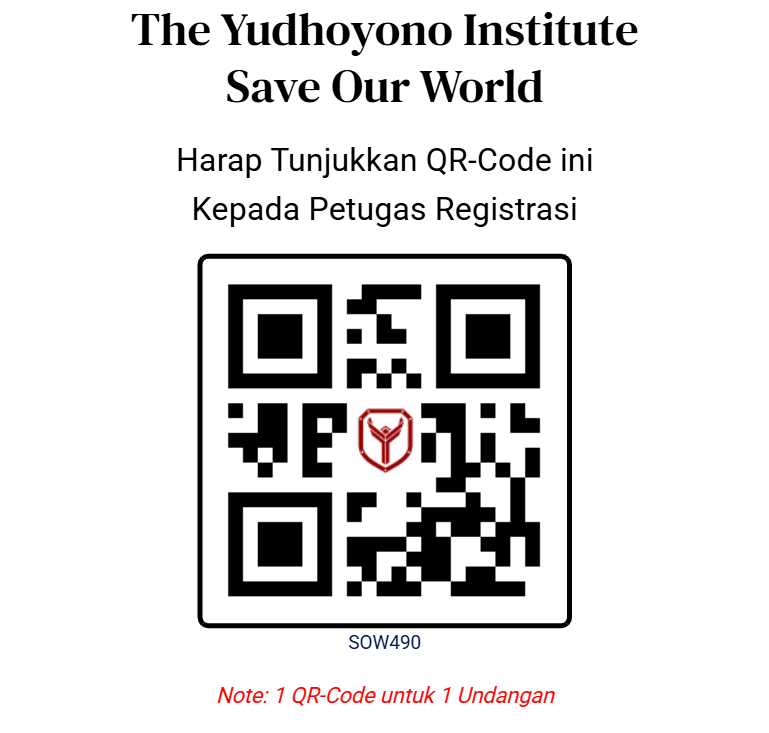 The Yudhoyono Institute
Save Our World
Harap Tunjukkan QR-Code ini
Kepada Petugas Registrasi
SOW490
Note: 1 QR-Code untuk 1 Undangan